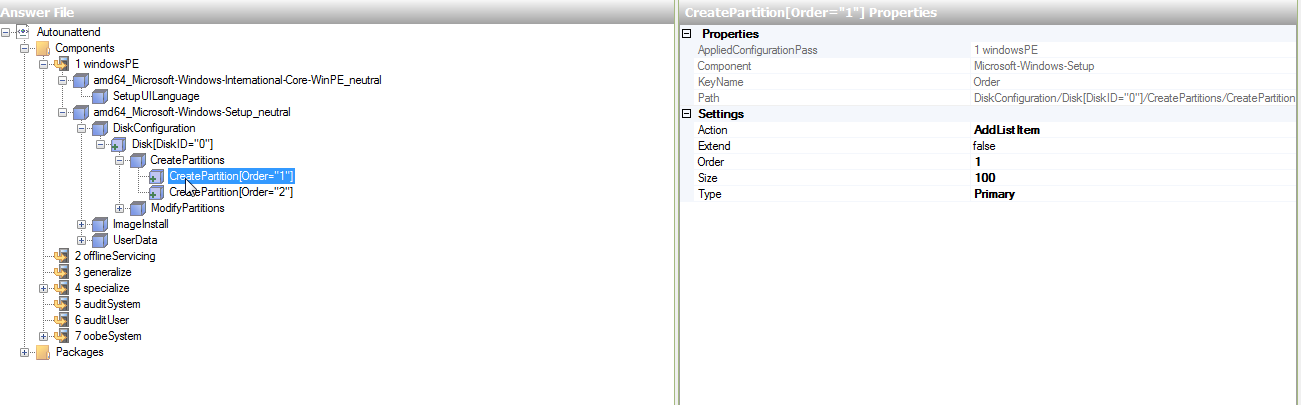 Answer File
Autounattend
Components
1 windowsPE
amd64_Microsoft-Windows-International-Core-WinPE_neutral
SetupUILanguage
amd64_Microsoft-Windows-Setup_neutral
DiskConfiguration
Disk[DiskID="0"]
CreatePartitions
CreatePartition[Order="1"]
CreatePartition[Order="2"]
ModifyPartitions
ImageInstall
UserData
2 offlineServicing
3 generalize
4 specialize
5 auditSystem
6 auditUser
7 oobeSystem
Packages
CreatePartition[Order="1"] Properties
Properties
AppliedConfigurationPass 1 windowsPE
Component Microsoft-Windows-Setup
KeyName Order
Path DiskConfiguration/Disk[DiskID="0"]/CreatePartitions/CreatePartition
Settings
Action AddListItem
Extend false
Order 1
Size 100
Type Primary